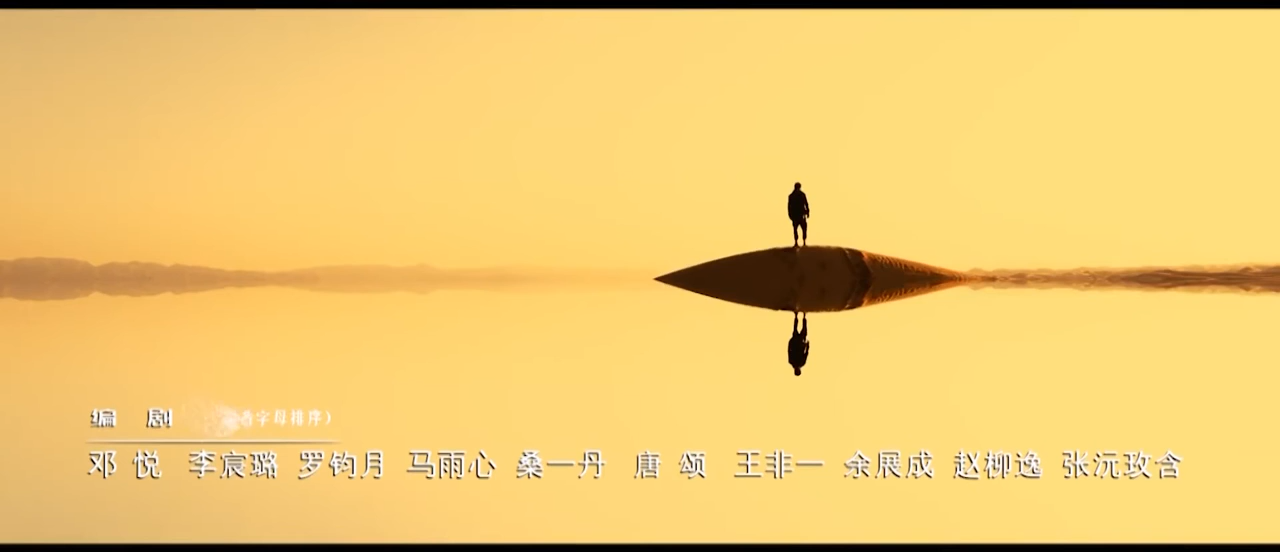 编 剧 首字母排序）
邓 悦 李宸璐 罗钧月 马雨心 桑一丹 唐 颂 王非一 余展成 赵柳逸 张沅玫含